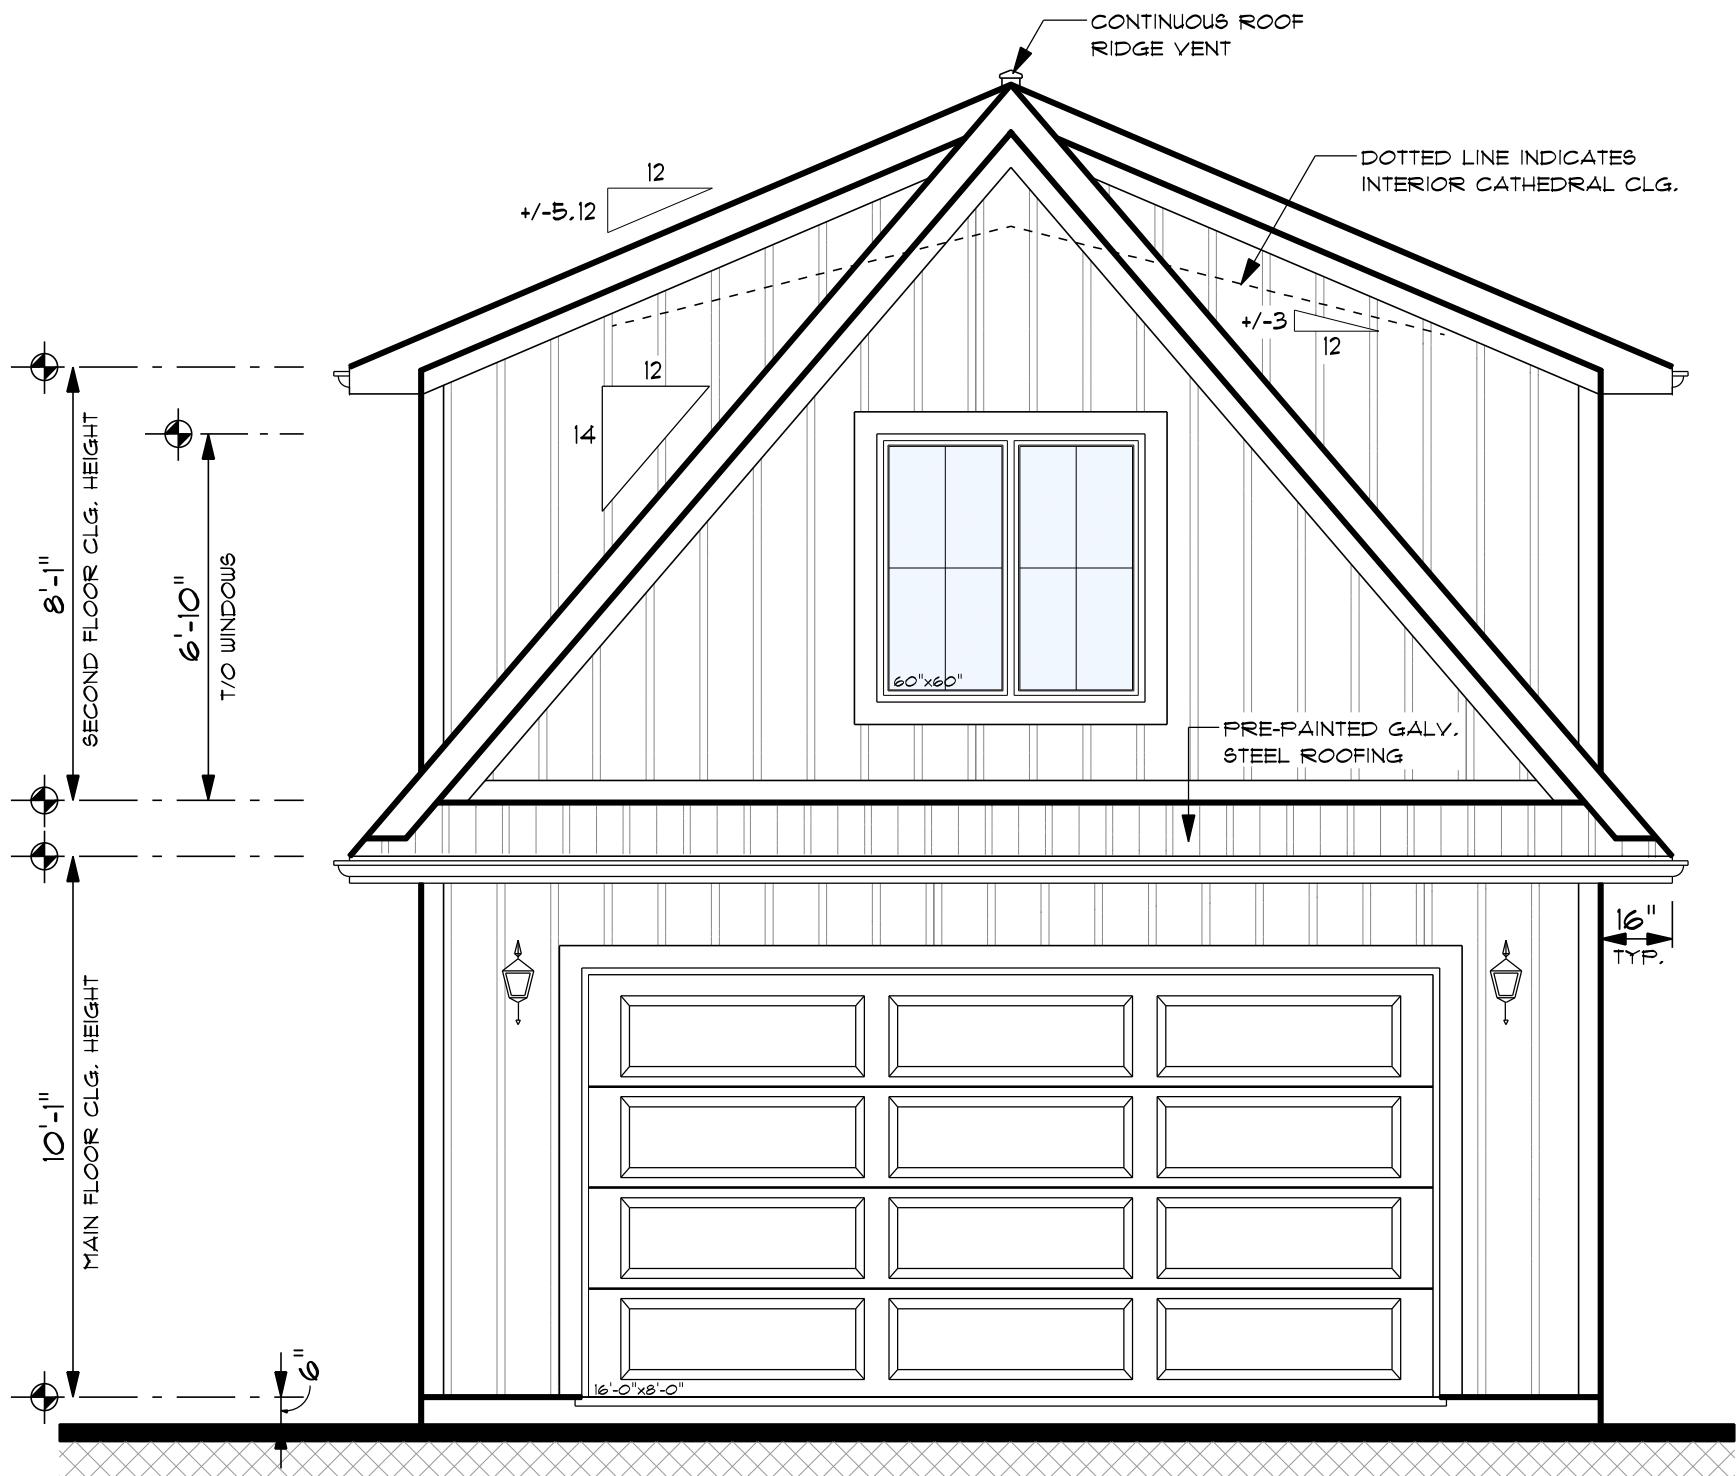 CONTINUOUS ROOF
RIDGE VENT
DOTTED LINE INDICATES
INTERIOR CATHEDRAL CLG.
12
+/-5.12
+/-3
12
12
14
8'-1"
SECOND FLOOR CLG. HEIGHT
6'-10"
T/O WINDOWS
60"x60"
PRE-PAINTED GALV.
STEEL ROOFING
16"
TYP.
10'-1"
MAIN FLOOR CLG. HEIGHT
6"
16'-0"x8'-0"